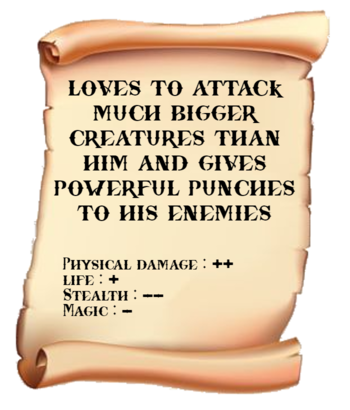 LOVES TO ATTACK
MUCH BIGGER
CREATURES THAN
HIM AND GIVES
POWERFUL PUNCHES
TO HIS ENEMIES
PHYSICAL DAMAGE : ++
LIFE : +
STEALTH : --
MAGIC : -